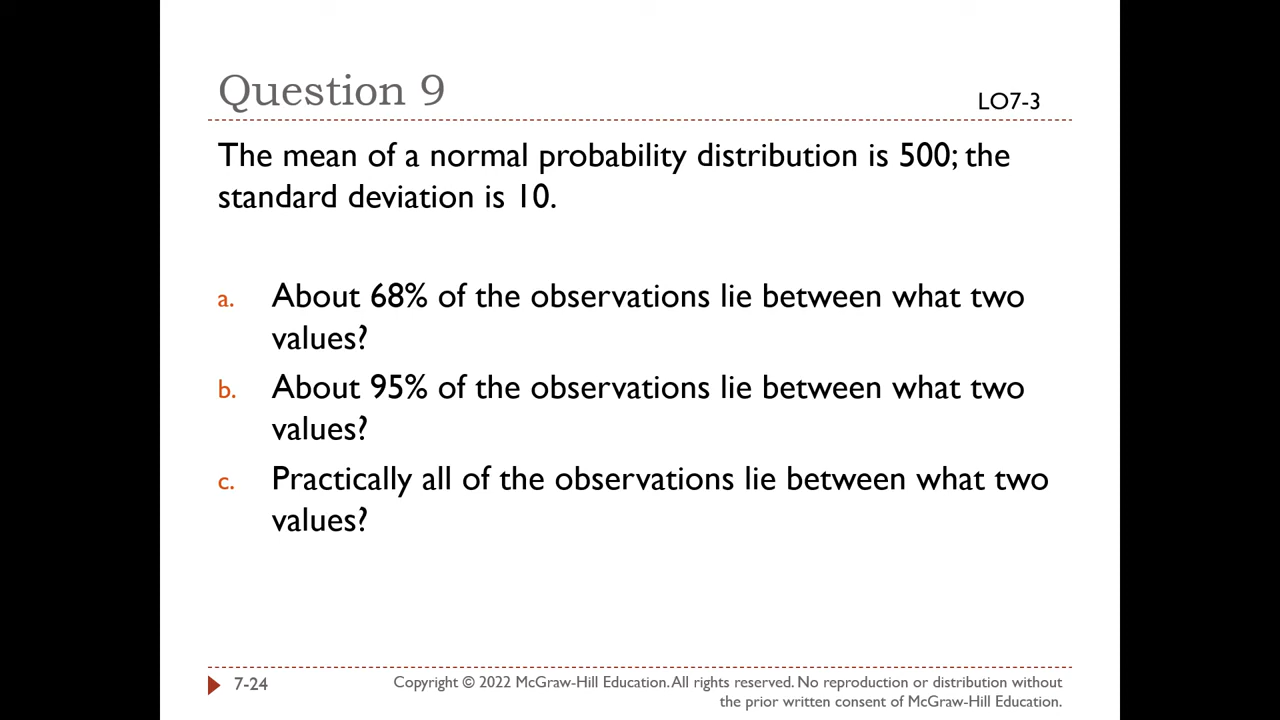 Question 9
LO7-3
The mean of a normal probability distribution is 500; the
standard deviation is 10.
a. About 68% of the observations lie between what two
values?
b. About 95% of the observations lie between what two
values?
c. Practically all of the observations lie between what two
values?
7-24
Copyright © 2022 McGraw-Hill Education. All rights reserved. No reproduction or distribution without
the prior written consent of McGraw-Hill Education.